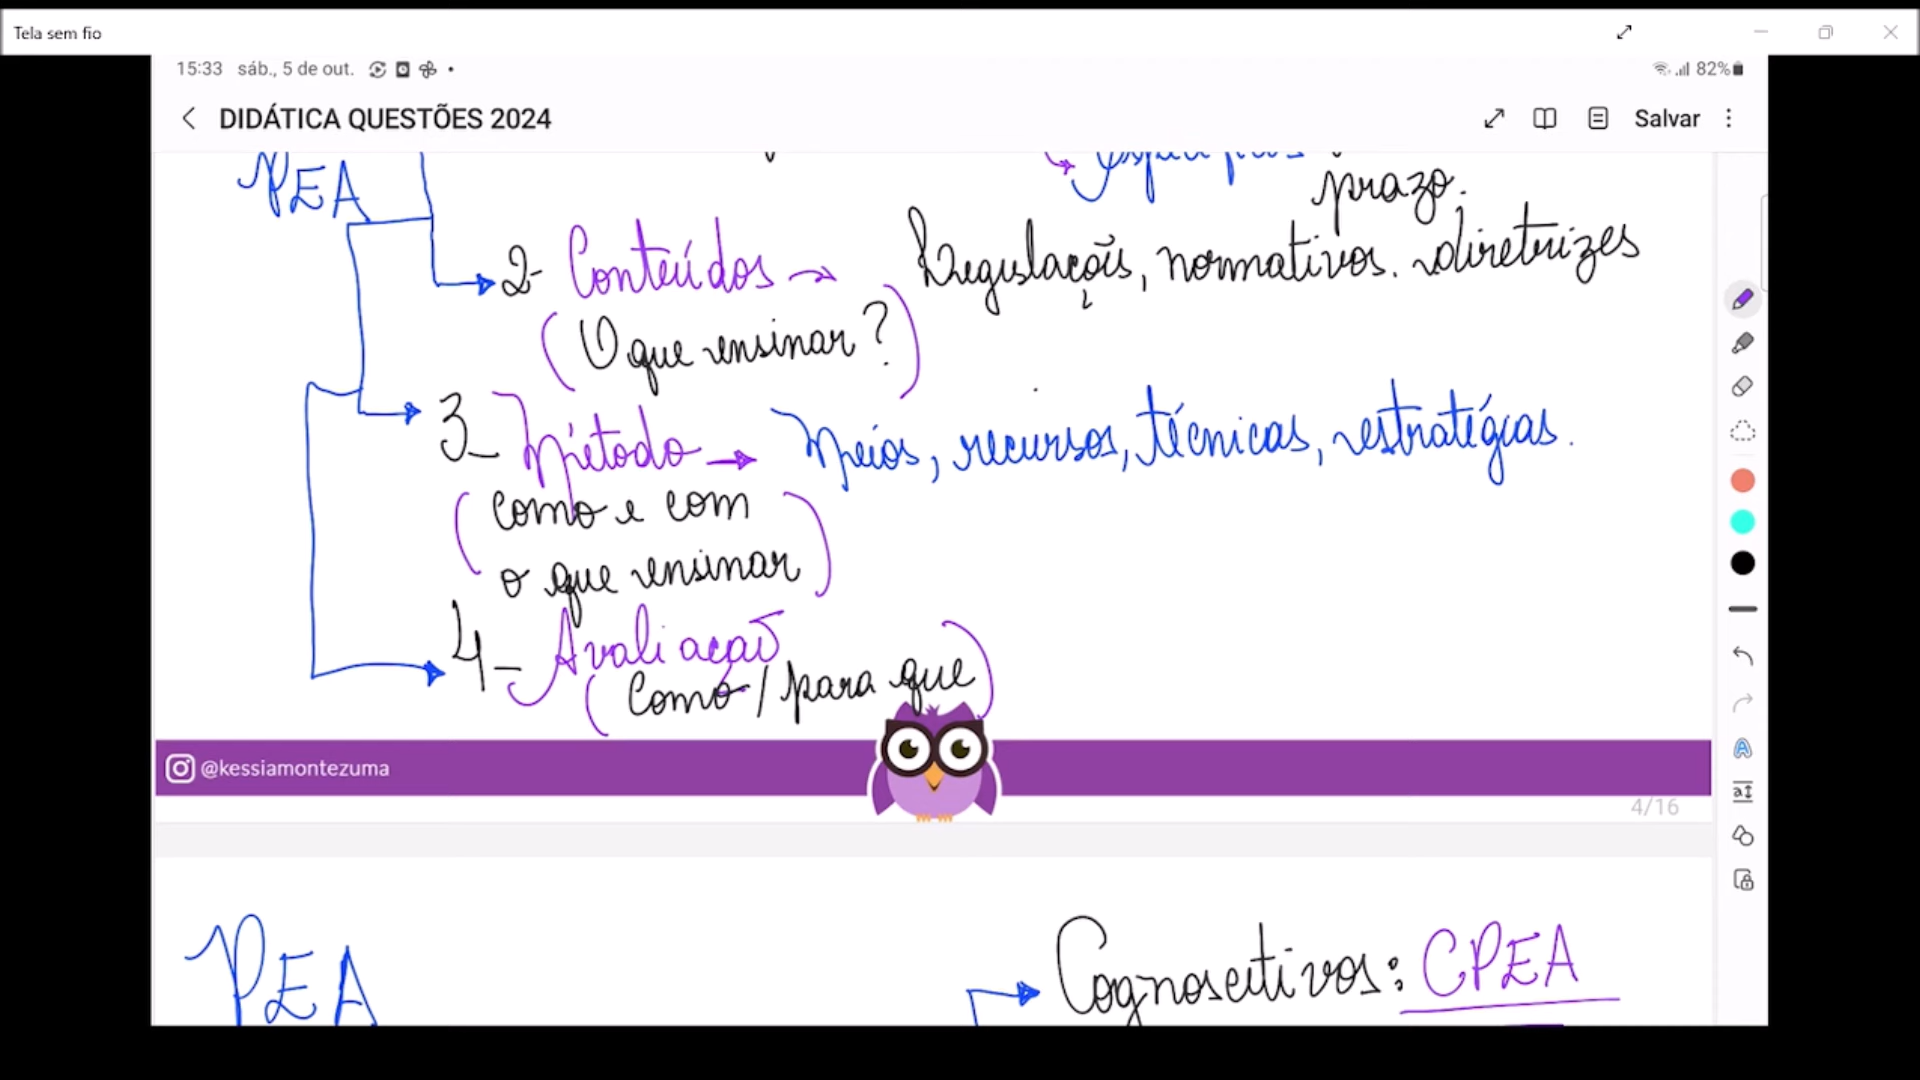 Tela sem fio
15:33 sáb., 5 de out. 82%
DIDÁTICA QUESTÕES 2024 Salvar
PEA
prazo.
2- Conteúdos → Regulações, normativos. diretrizes
(O que ensinar?)
3- Método → Meios, recursos, técnicas, estratégias.
(como e com
o que ensinar)
4- Avaliação
(Como / para que)
@kessiamontezuma
4/16
PEA
Cognoscitivos: CPEA